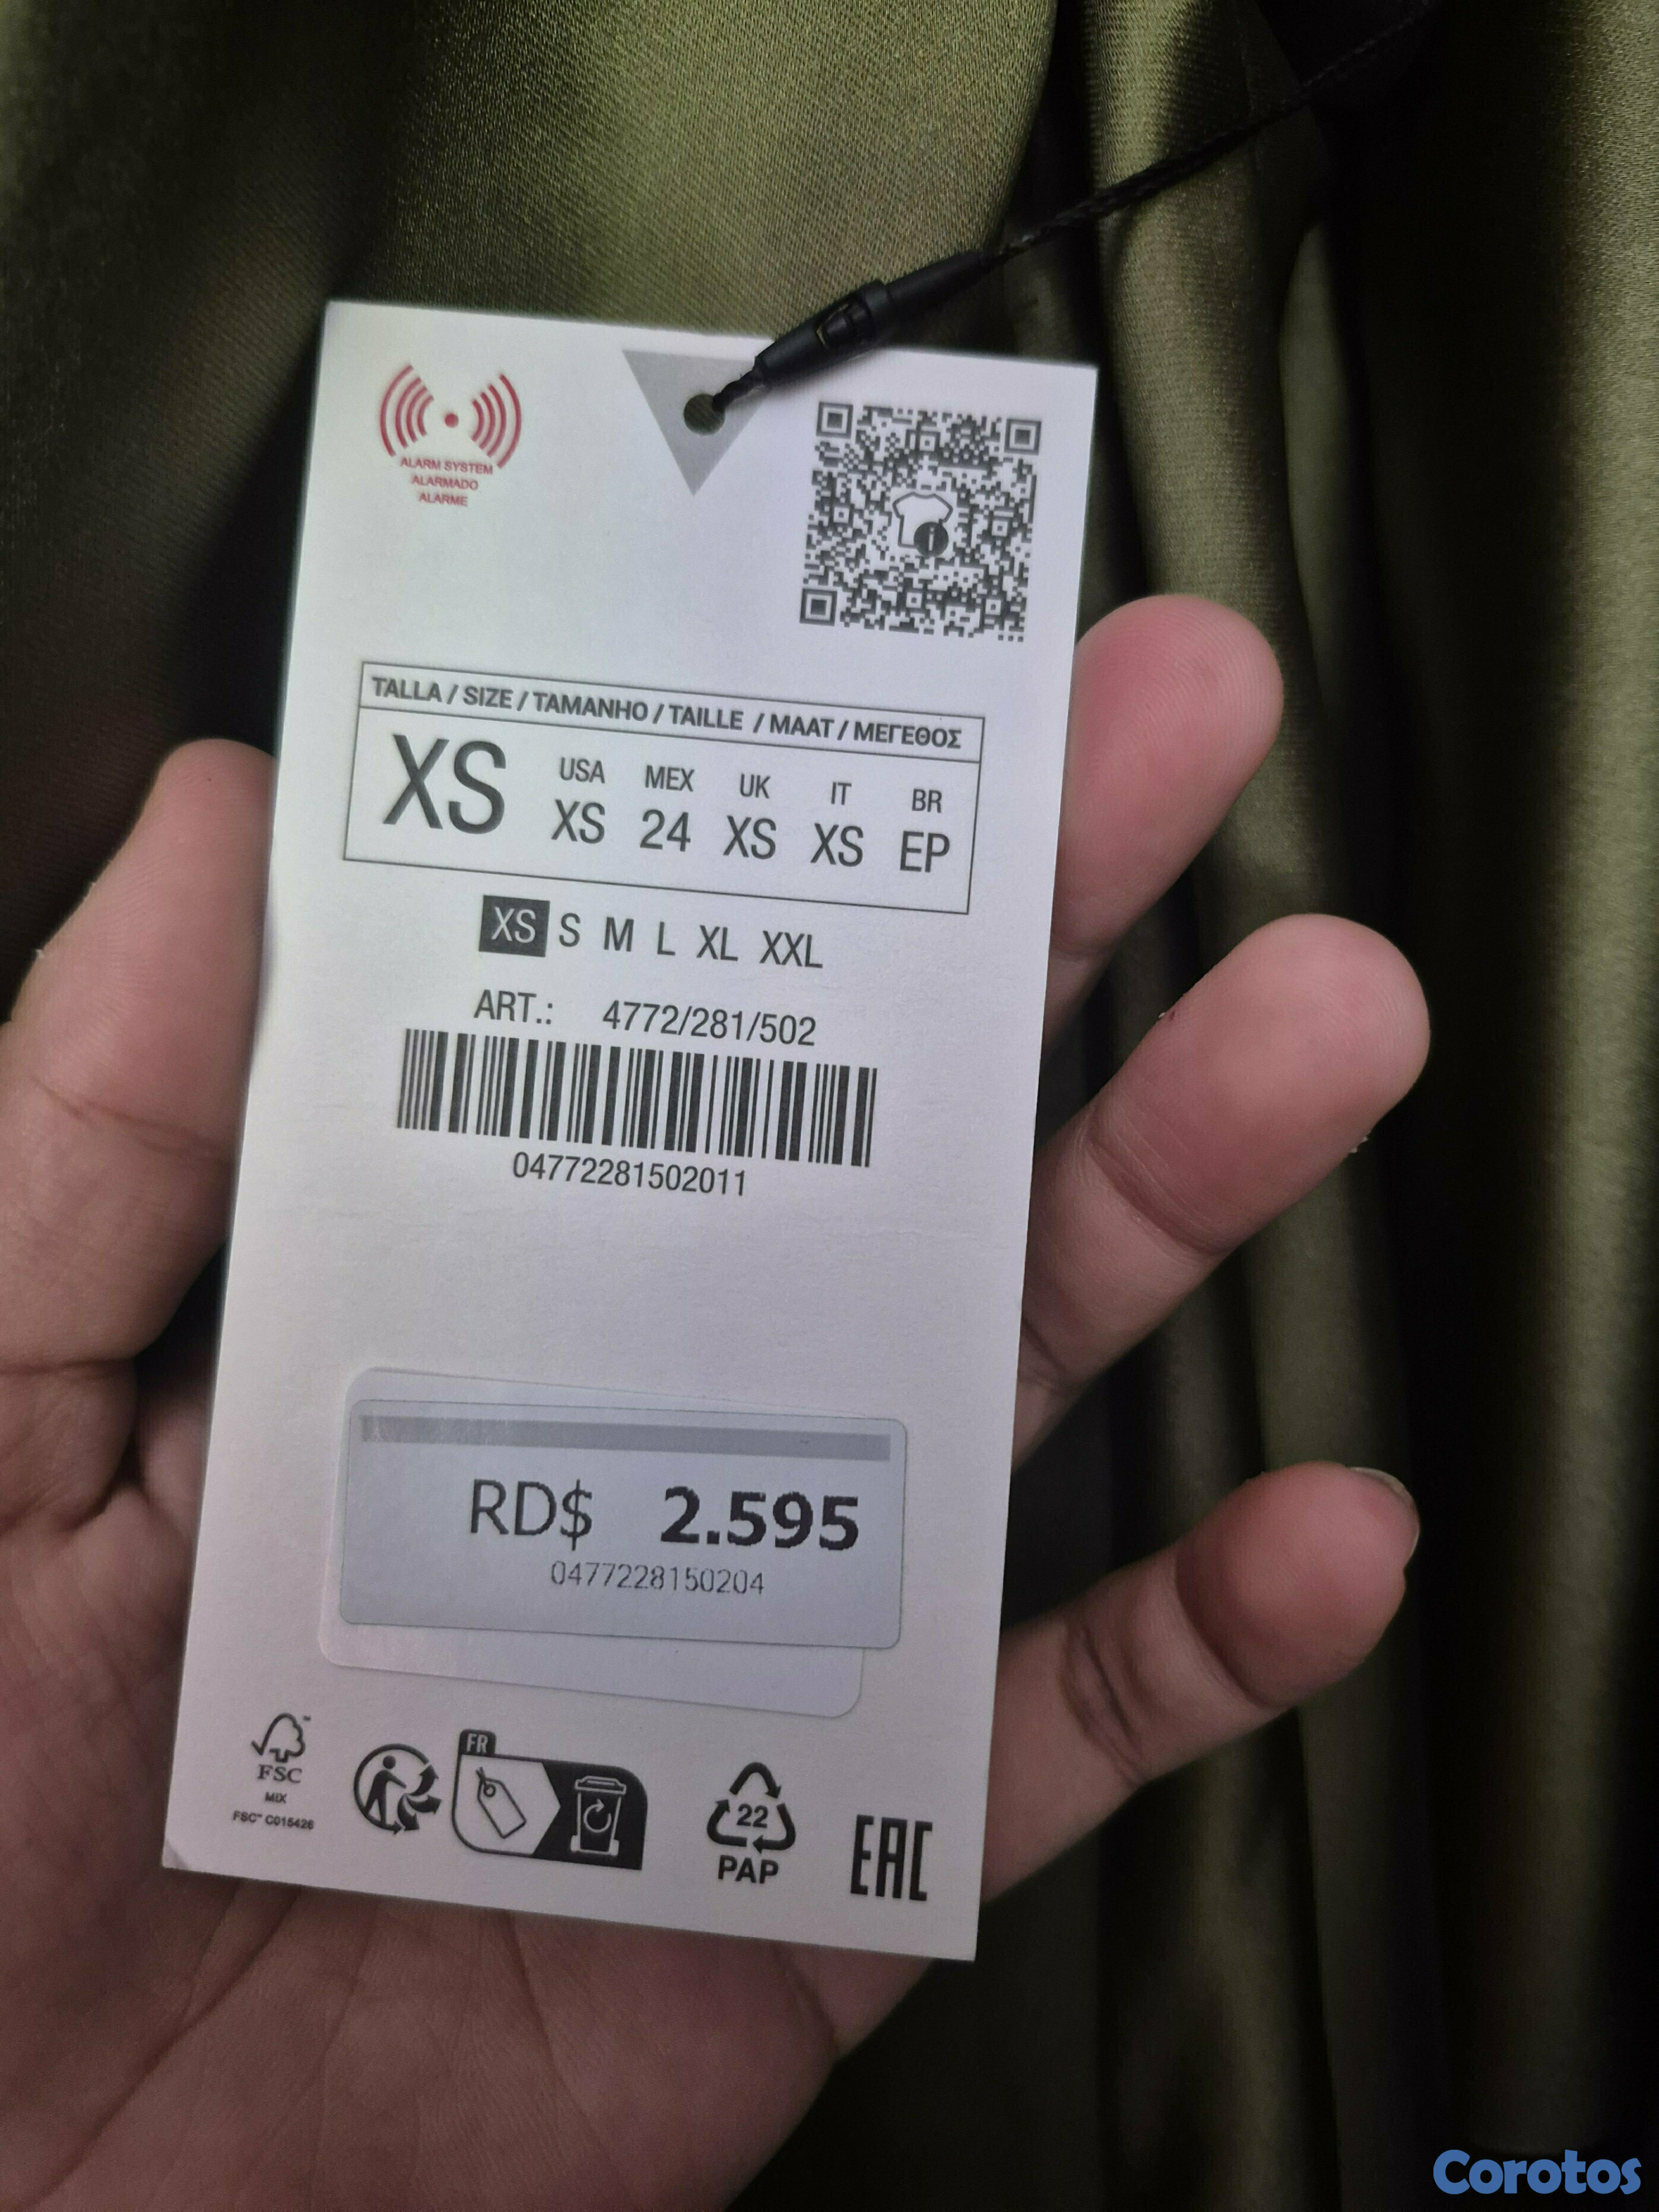 ALARM SYSTEM
ALARMADO
ALARME
TALLA / SIZE / TAMANHO / TAILLE / MAAT / ΜΕΓΕΘΟΣ
XS USA MEX UK IT BR
XS 24 XS XS EP
XS S M L XL XXL
ART.: 4772/281/502
04772281502011
RD$ 2.595
0477228150204
FSC
MIX
FSC™ C015426
FR
22
PAP
EAC
Corotos